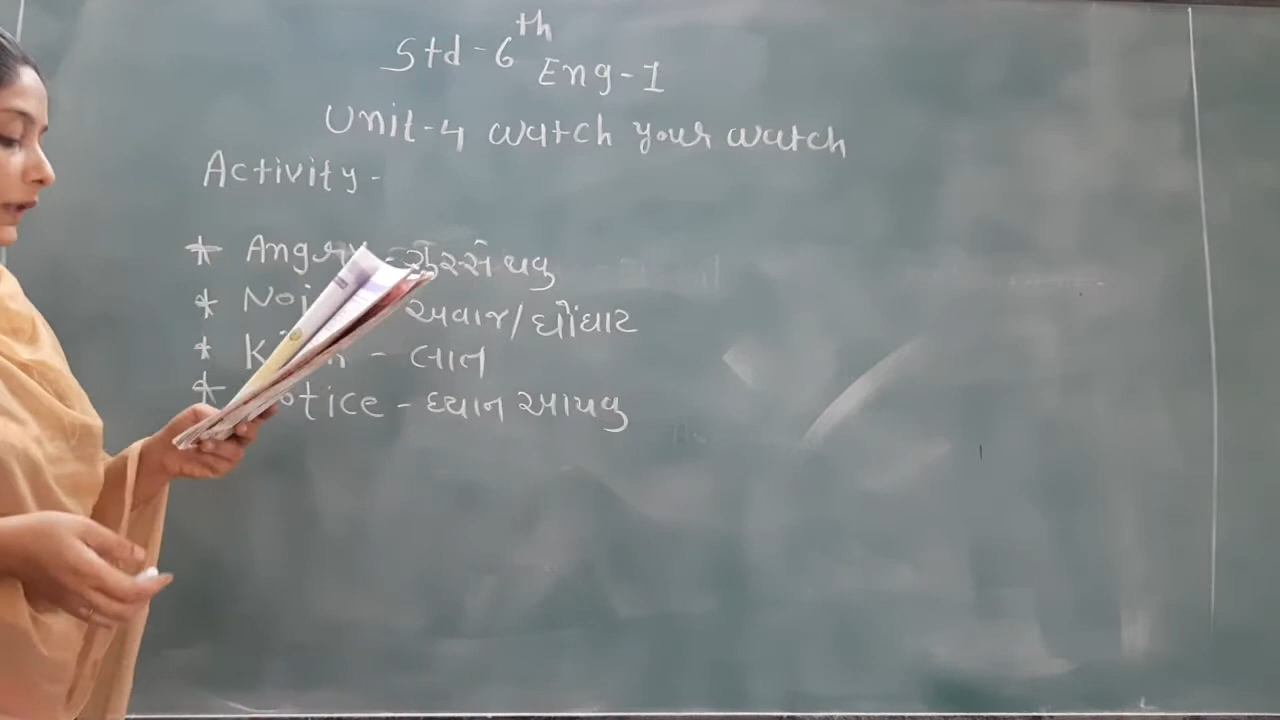 Std-6th Eng-1
Unit-4 Watch your watch
Activity-
* - ગુસ્સે થવુ
* અવાજ/ઘોંઘાટ
* - લાત
* - ધ્યાન આપવુ